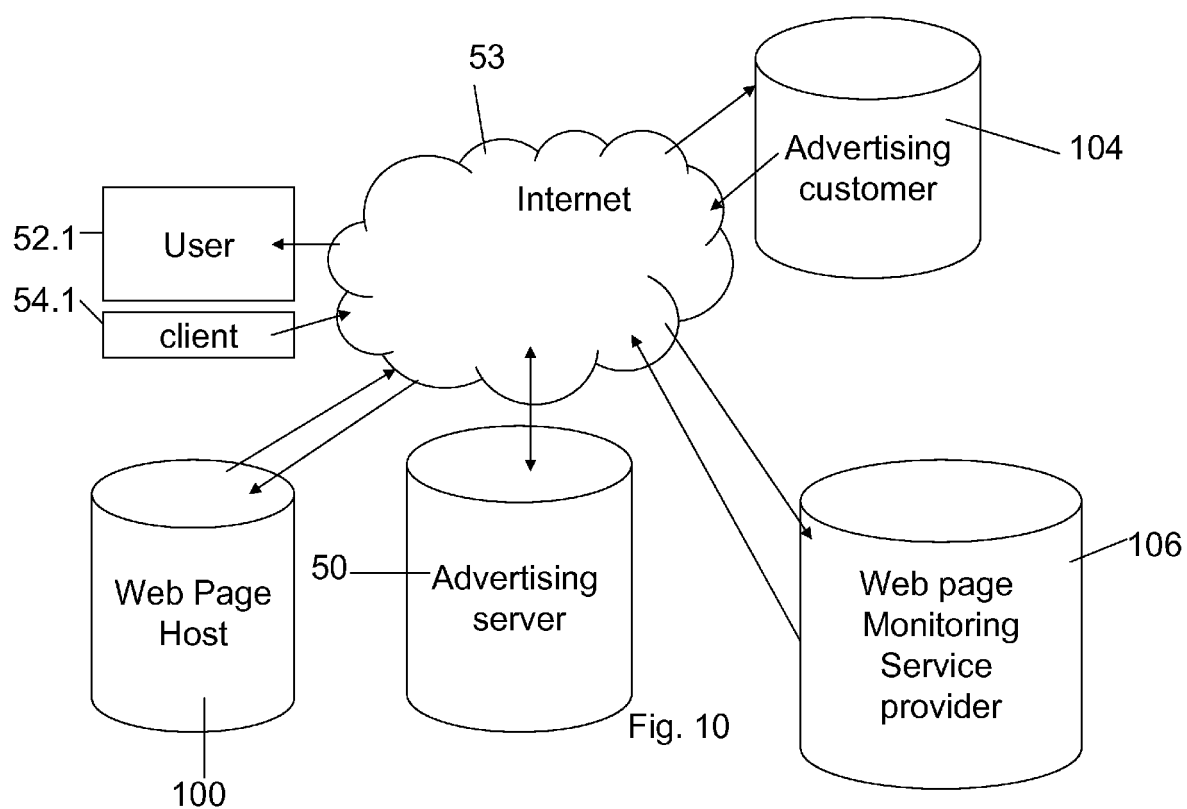 53
Advertising
customer
104
Internet
52.1
User
54.1
client
Web Page
Host
100
50
Advertising
server
Fig. 10
Web page
Monitoring
Service
provider
106